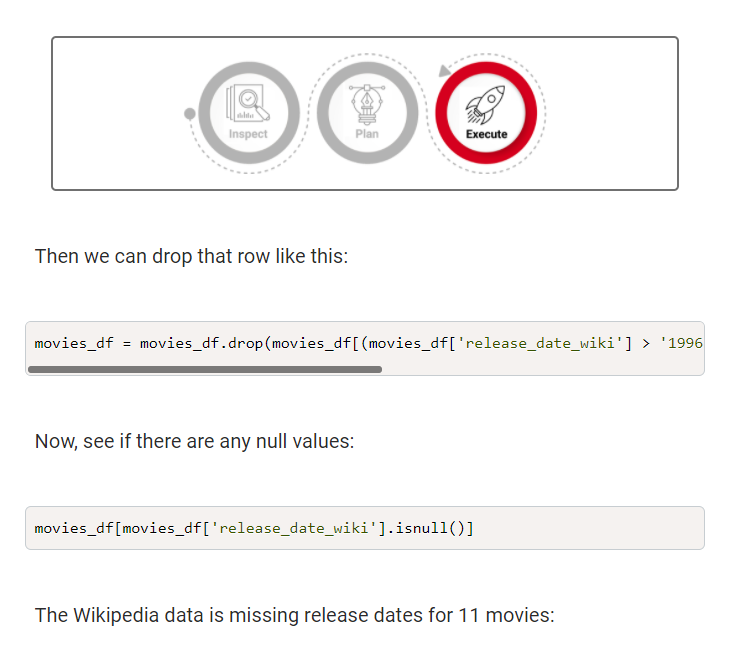 Inspect
Plan
Execute
Then we can drop that row like this:
movies_df = movies_df.drop(movies_df[(movies_df['release_date_wiki'] > '1996
Now, see if there are any null values:
movies_df[movies_df['release_date_wiki'].isnull()]
The Wikipedia data is missing release dates for 11 movies: